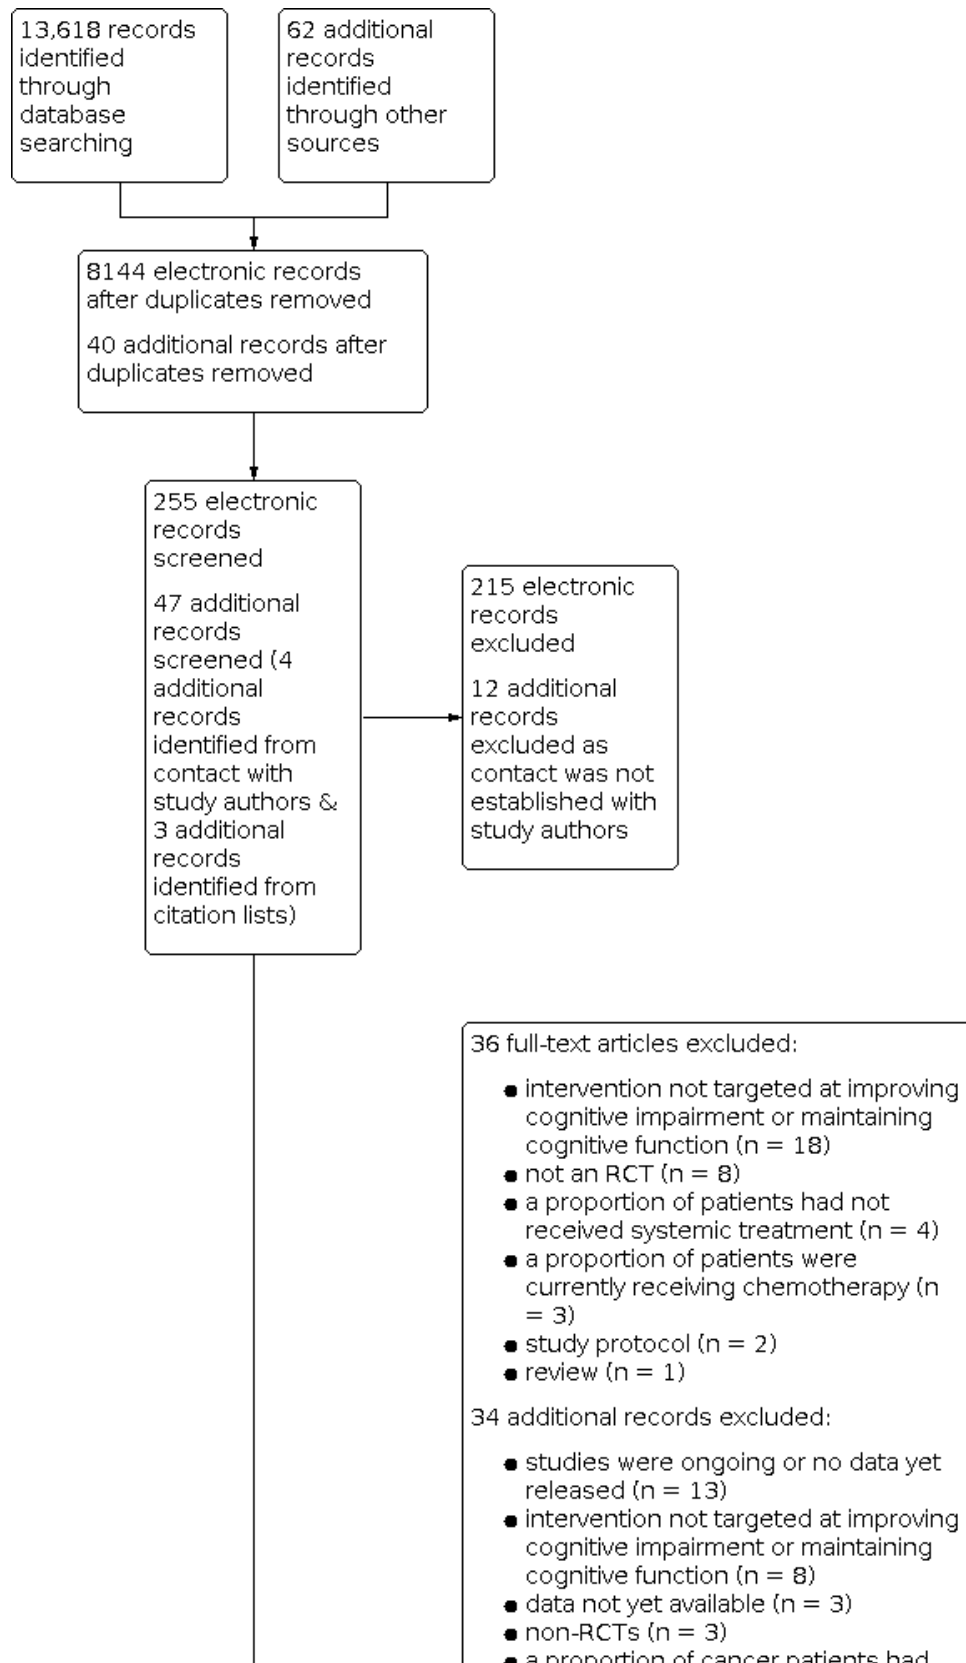 13,618 records
identified
through
database
searching
62 additional
records
identified
through other
sources
8144 electronic records
after duplicates removed
40 additional records after
duplicates removed
255 electronic
records
screened
47 additional
records
screened (4
additional
records
identified from
contact with
study authors &
3 additional
records
identified from
citation lists)
215 electronic
records
excluded
12 additional
records
excluded as
contact was not
established with
study authors
36 full-text articles excluded:
● intervention not targeted at improving
cognitive impairment or maintaining
cognitive function (n = 18)
● not an RCT (n = 8)
● a proportion of patients had not
received systemic treatment (n = 4)
● a proportion of patients were
currently receiving chemotherapy (n
= 3)
● study protocol (n = 2)
● review (n = 1)
34 additional records excluded:
● studies were ongoing or no data yet
released (n = 13)
● intervention not targeted at improving
cognitive impairment or maintaining
cognitive function (n = 8)
● data not yet available (n = 3)
● non-RCTs (n = 3)
● a proportion of cancer patients had